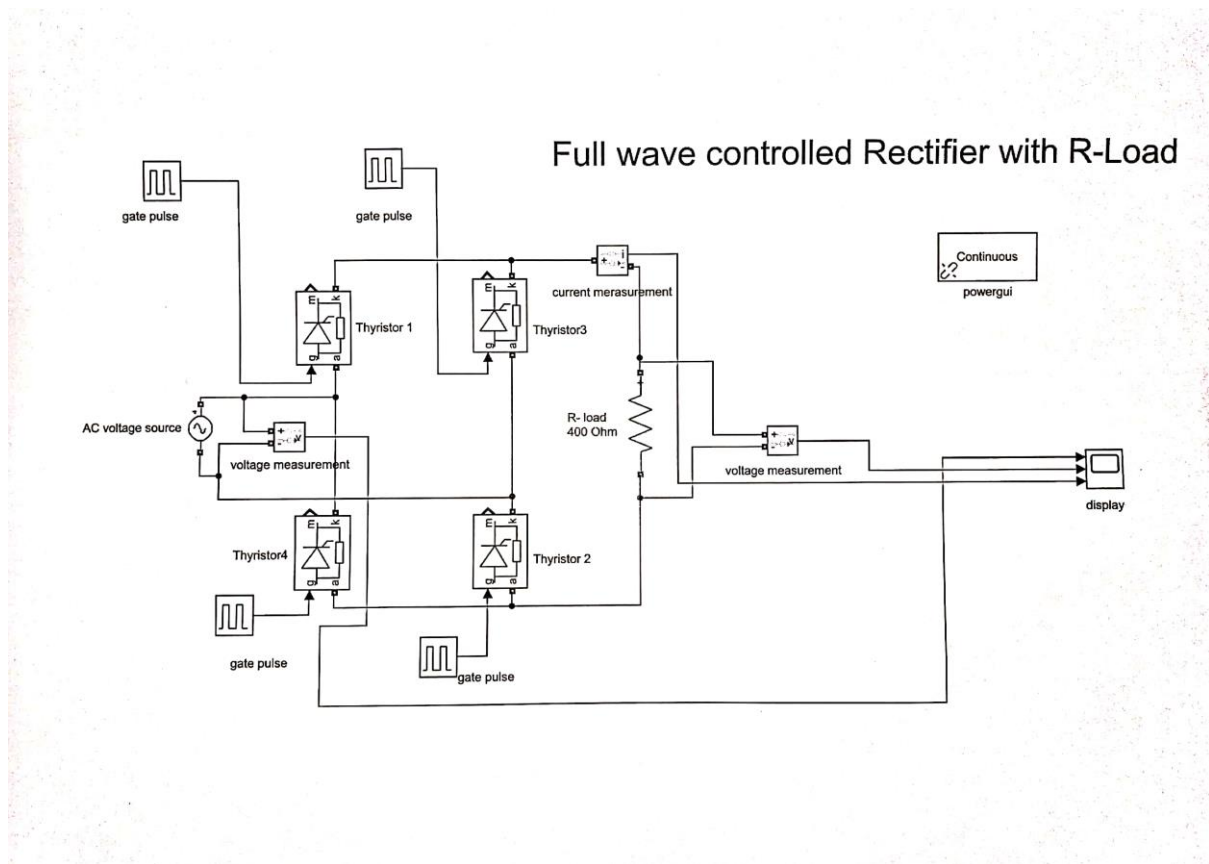 Full wave controlled Rectifier with R-Load
gate pulse
gate pulse
Continuous
powergui
current merasurement
m
k
g
a
Thyristor 1
m
k
g
a
Thyristor3
AC voltage source
+
-
v
voltage measurement
R- load
400 Ohm
+
-
v
voltage measurement
display
m
k
g
a
Thyristor4
m
k
g
a
Thyristor 2
gate pulse
gate pulse